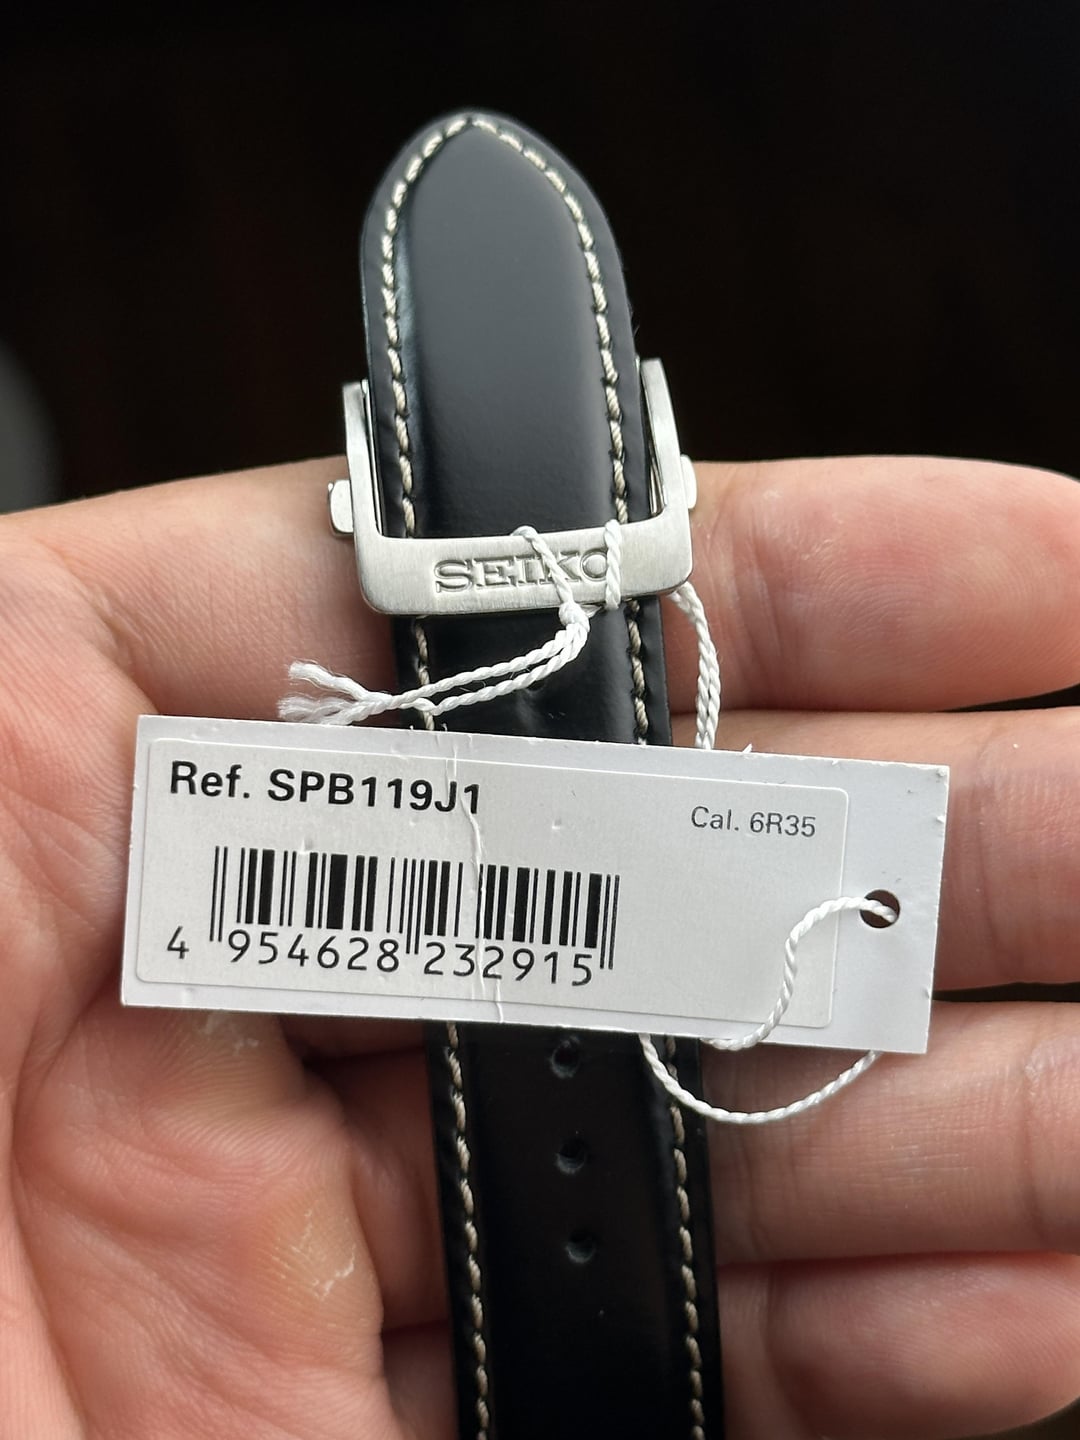 SEIKO
Ref. SPB119J1
Cal. 6R35
4 954628 232915